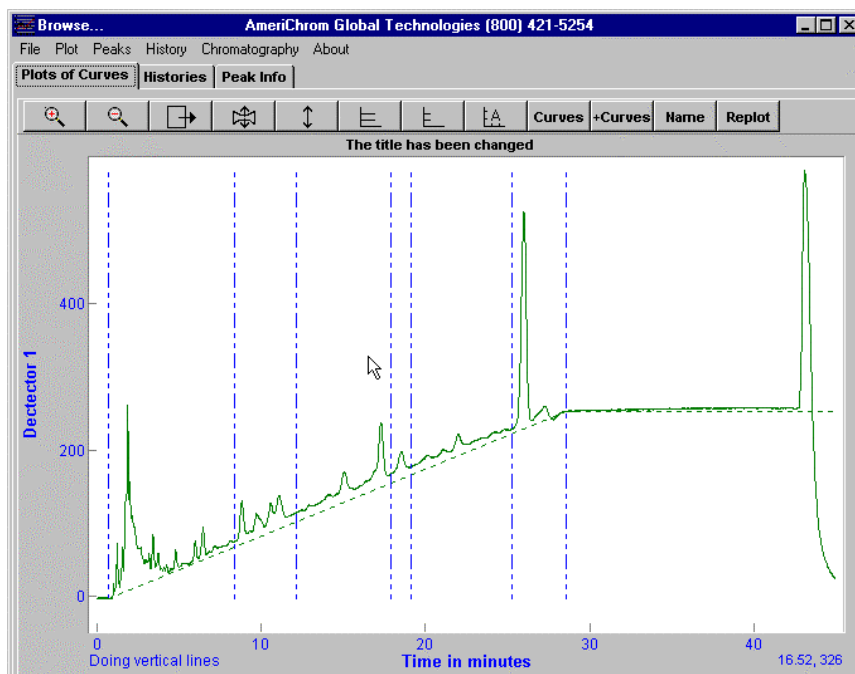 Browse... AmeriChrom Global Technologies (800) 421-5254
File Plot Peaks History Chromatography About
Plots of Curves Histories Peak Info
A Curves +Curves Name Replot
The title has been changed
400
Dectector 1
200
0
0 10 20 30 40
Doing vertical lines Time in minutes 16.52, 326